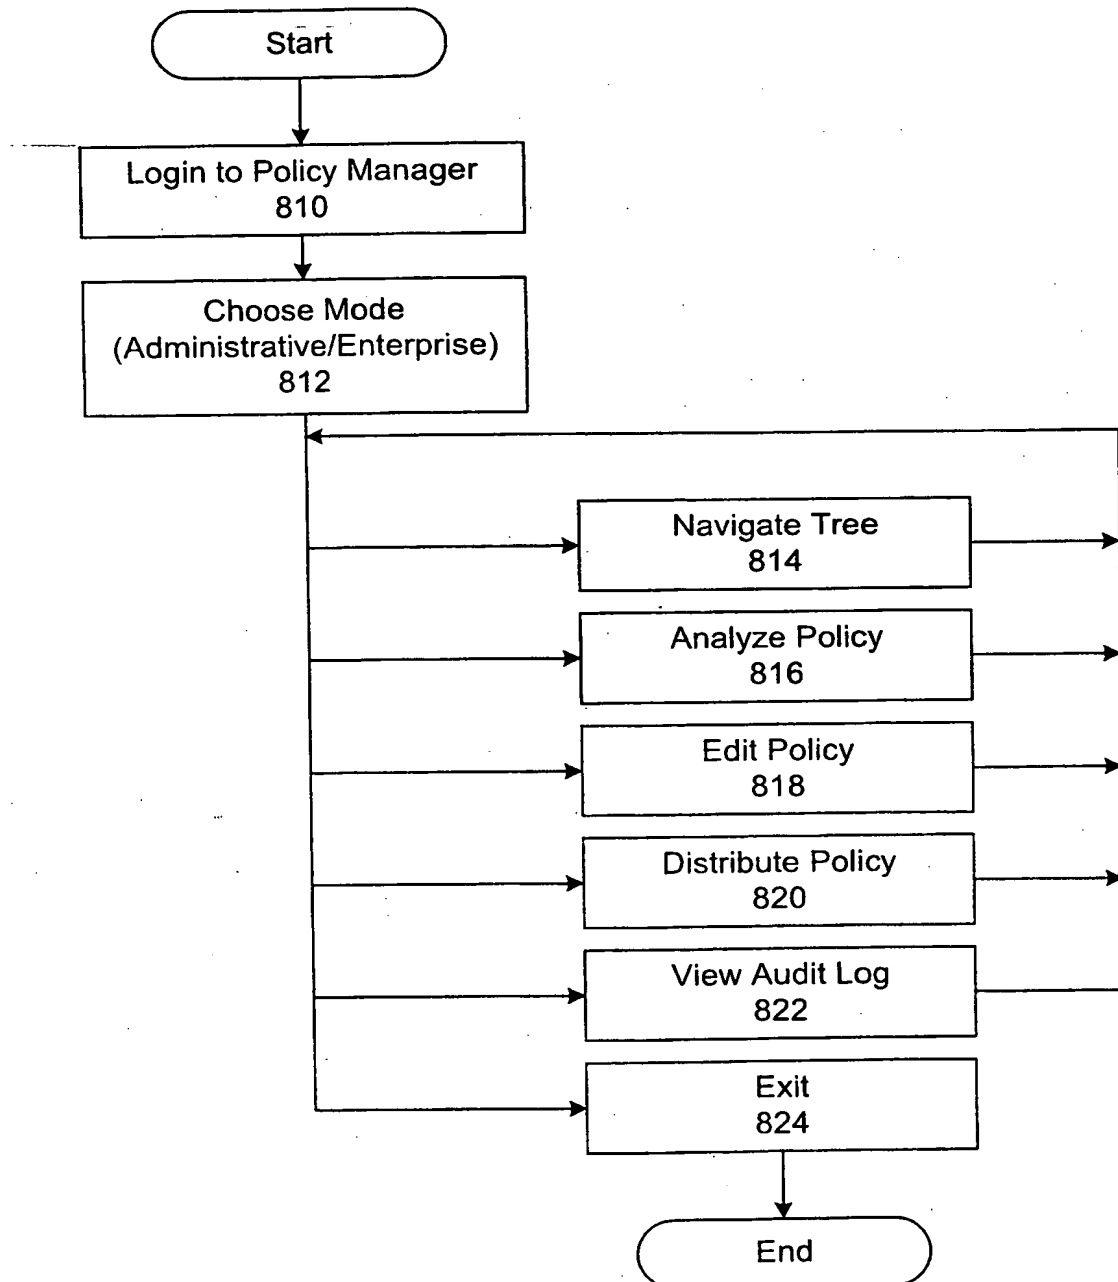 Start
Login to Policy Manager
810
Choose Mode
(Administrative/Enterprise)
812
Navigate Tree
814
Analyze Policy
816
Edit Policy
818
Distribute Policy
820
View Audit Log
822
Exit
824
End